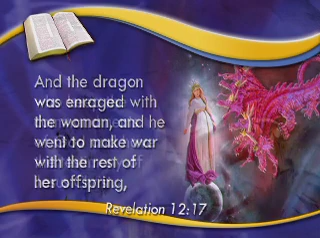 And the dragon
was enraged with
the woman, and he
went to make war
with the rest of
her offspring,
Revelation 12:17